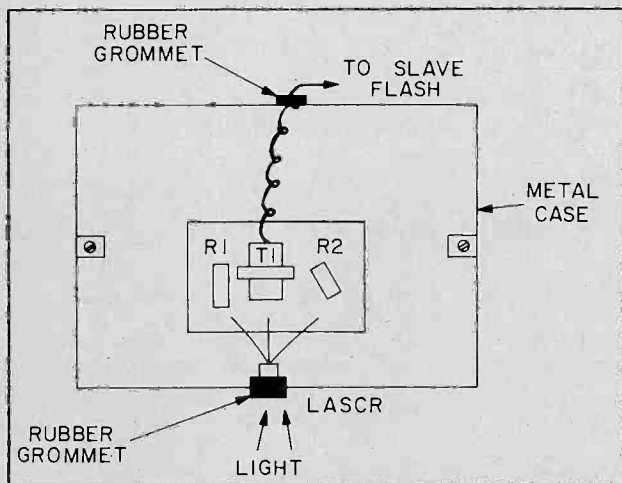 RUBBER
GROMMET
TO SLAVE
FLASH
METAL
CASE
R1
T1
R2
LASCR
RUBBER
GROMMET
LIGHT